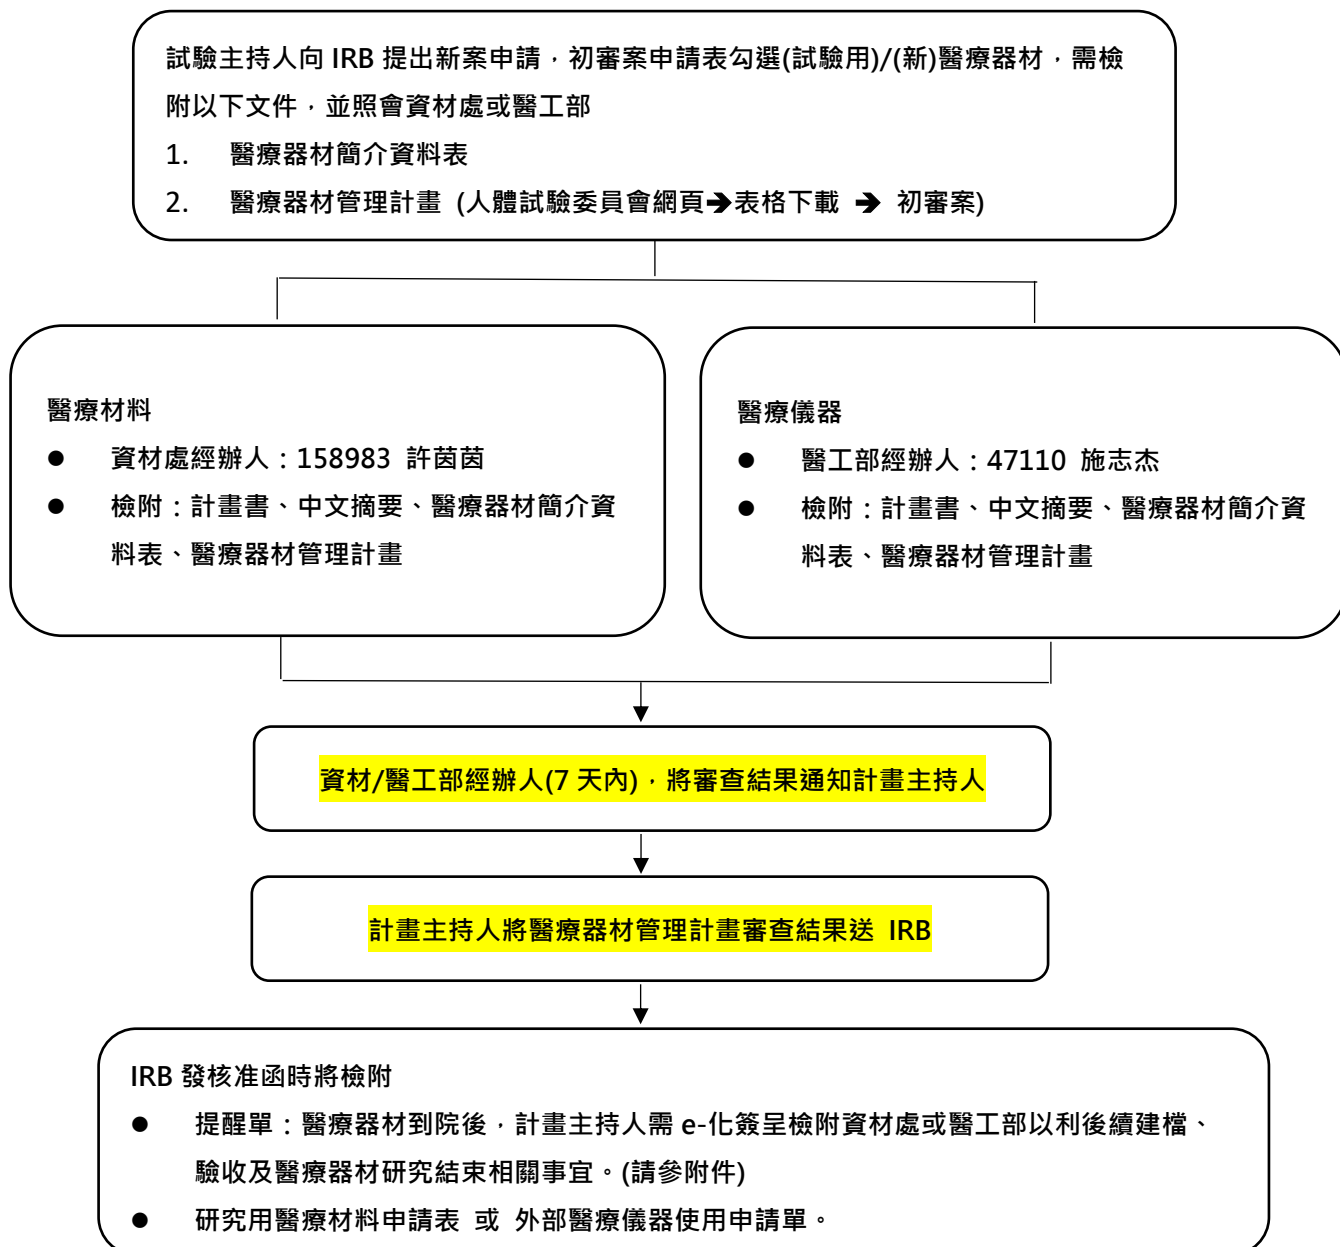 試驗主持人向 IRB 提出新案申請，初審案申請表勾選(試驗用)/(新)醫療器材，需檢
附以下文件，並照會資材處或醫工部
1. 醫療器材簡介資料表
2. 醫療器材管理計畫 (人體試驗委員會網頁➔表格下載 ➔ 初審案)
醫療材料
● 資材處經辦人：158983 許茵茵
● 檢附：計畫書、中文摘要、醫療器材簡介資
料表、醫療器材管理計畫
醫療儀器
● 醫工部經辦人：47110 施志杰
● 檢附：計畫書、中文摘要、醫療器材簡介資
料表、醫療器材管理計畫
資材/醫工部經辦人(7 天內)，將審查結果通知計畫主持人
計畫主持人將醫療器材管理計畫審查結果送 IRB
IRB 發核准函時將檢附
● 提醒單：醫療器材到院後，計畫主持人需 e-化簽呈檢附資材處或醫工部以利後續建檔、
驗收及醫療器材研究結束相關事宜。(請參附件)
● 研究用醫療材料申請表 或 外部醫療儀器使用申請單。